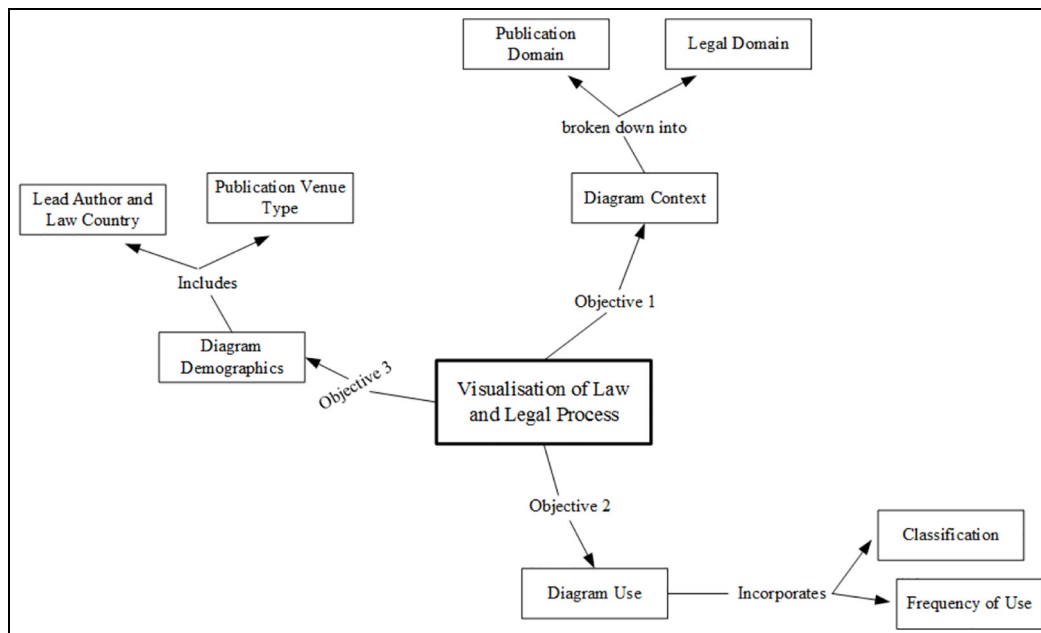 Publication
Domain
Legal Domain
broken down into
Diagram Context
Lead Author and
Law Country
Publication Venue
Type
Includes
Objective 1
Diagram
Demographics
Objective 3
Visualisation of Law
and Legal Process
Objective 2
Classification
Diagram Use
Incorporates
Frequency of Use